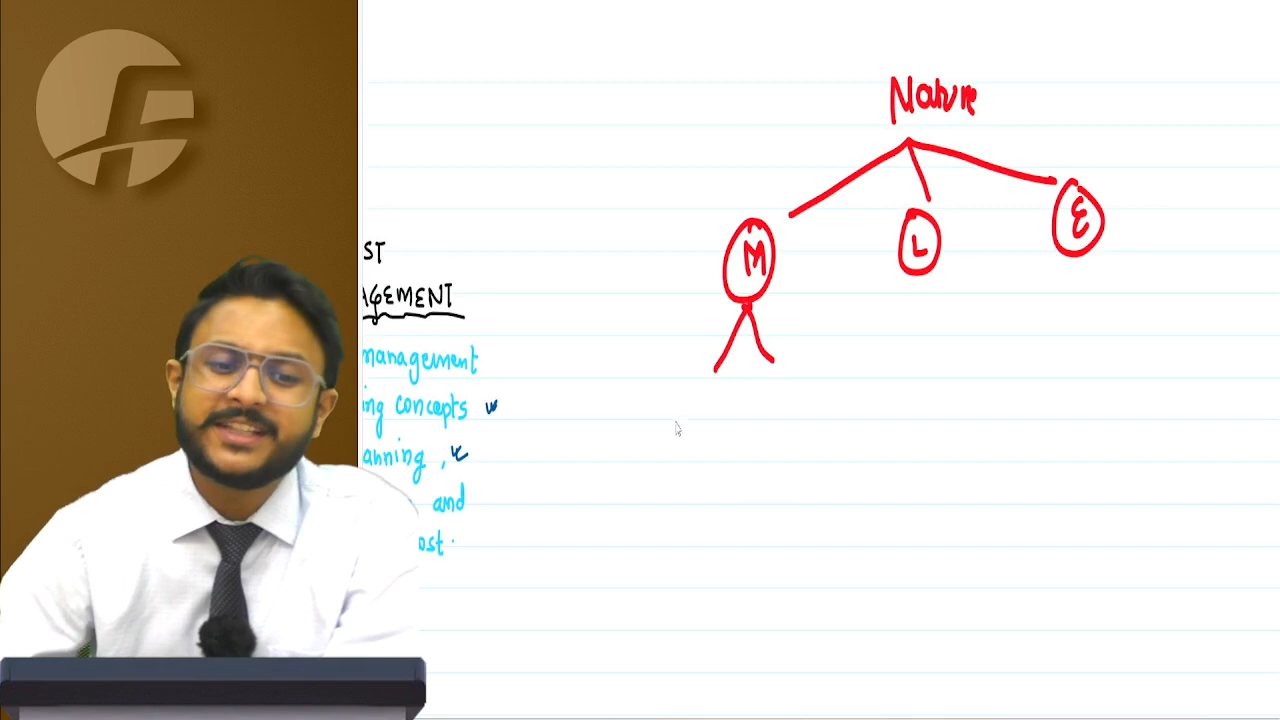 Nature
M L E
ST
AGEMENT
management
ing concepts
anning,
and
ost.